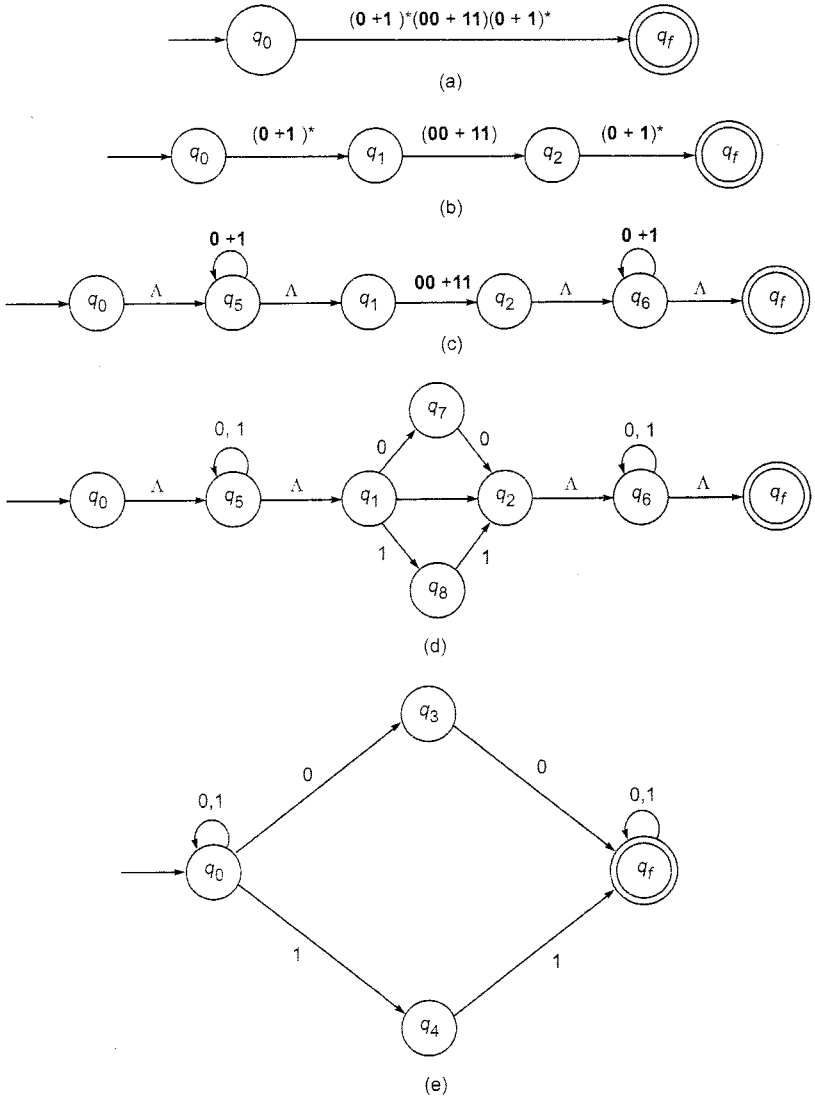 (0 +1 )*(00 + 11)(0 + 1)*
q0 qf
(a)
(0 +1 )* (00 + 11) (0 + 1)*
q0 q1 q2 qf
(b)
0 +1 0 +1
q0 Λ q5 Λ q1 00 +11 q2 Λ q6 Λ qf
(c)
q7
0, 1 0 0 0, 1
q0 Λ q5 Λ q1 q2 Λ q6 Λ qf
1 1
q8
(d)
q3
0 0
0,1 0,1
q0 qf
1 1
q4
(e)